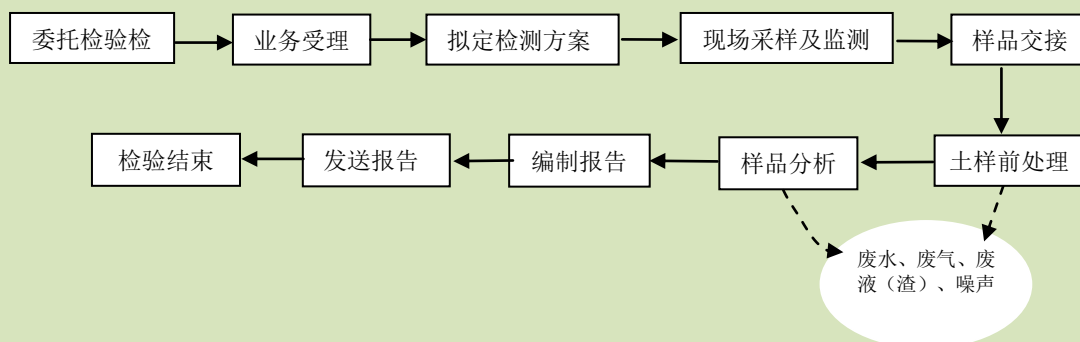 委托检验检
业务受理
拟定检测方案
现场采样及监测
样品交接
土样前处理
样品分析
编制报告
发送报告
检验结束
废水、废气、废
液（渣）、噪声